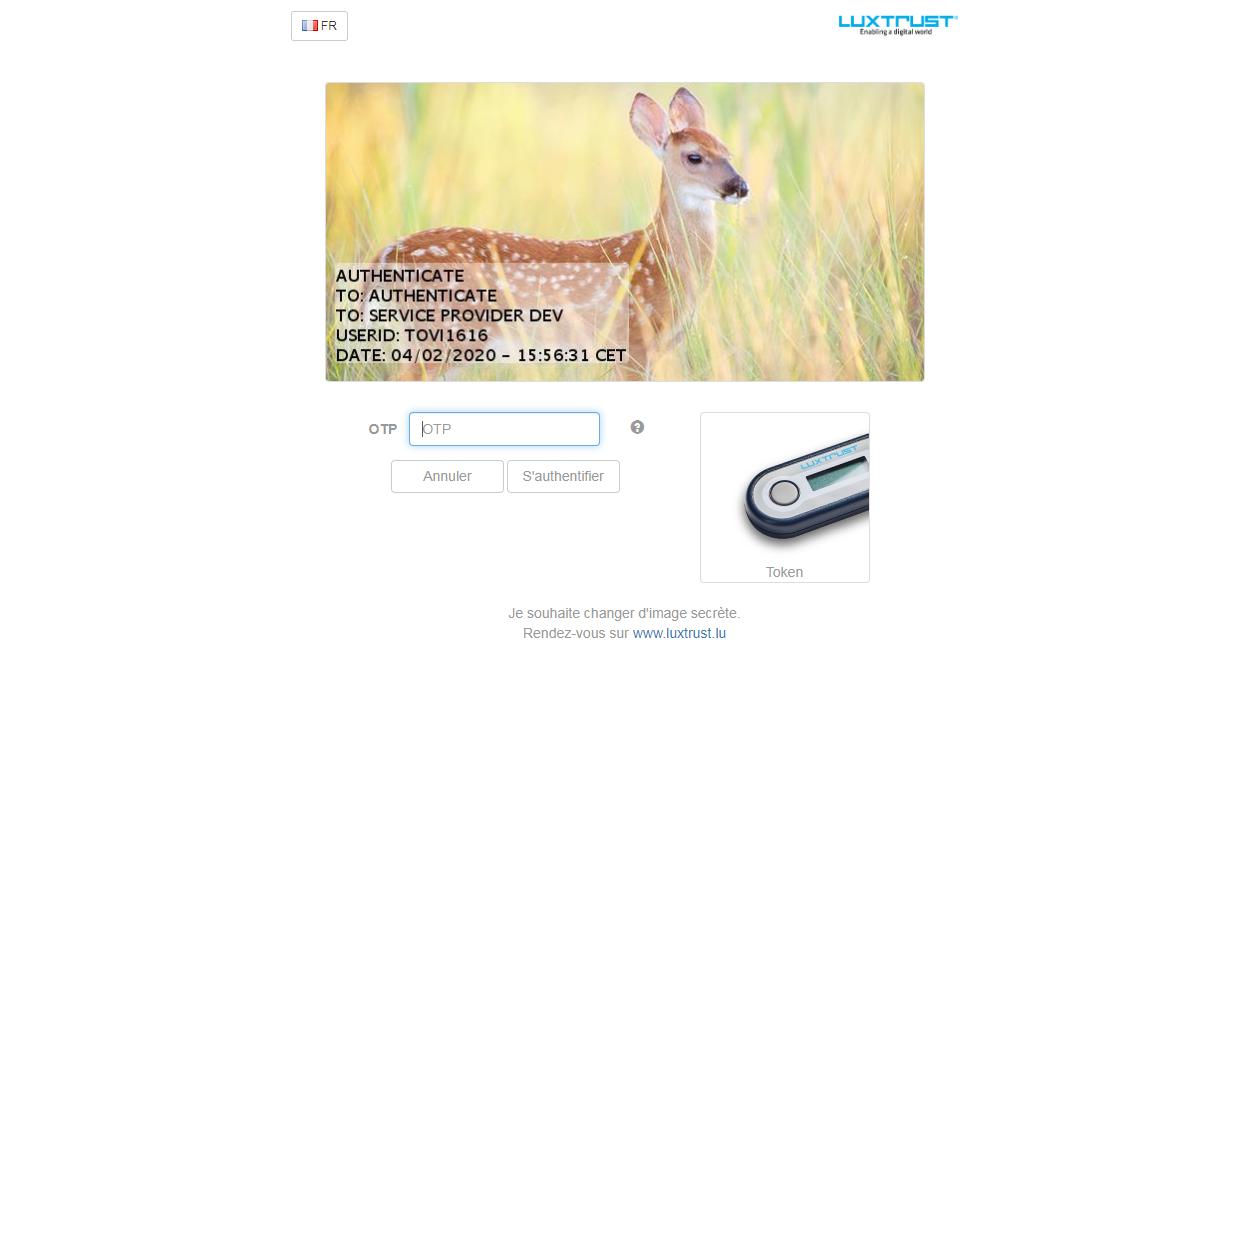 FR
LUXTRUST
Enabling a digital world
AUTHENTICATE
TO: AUTHENTICATE
TO: SERVICE PROVIDER DEV
USERID: TOVI1616
DATE: 04/02/2020 - 15:56:31 CET
OTP OTP
Annuler S'authentifier
LUXTRUST
Token
Je souhaite changer d'image secrète.
Rendez-vous sur www.luxtrust.lu